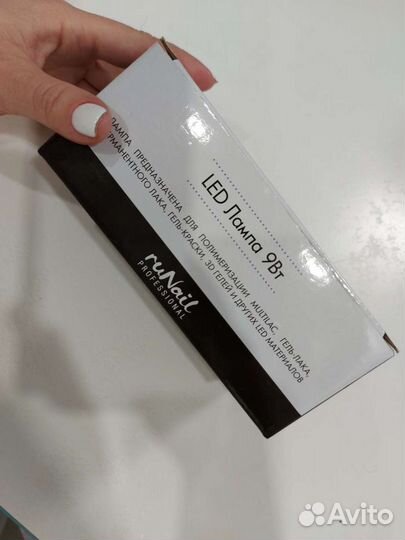 LED Лампа 9Вт
ЛАМПА ПРЕДНАЗНАЧЕНА ДЛЯ ПОЛИМЕРИЗАЦИИ MULTILAC, ГЕЛЬ-ЛАКА,
ПЕРМАНЕНТНОГО ЛАКА, ГЕЛЬ-КРАСКИ, 3D ГЕЛЕЙ И ДРУГИХ LED МАТЕРИАЛОВ
ruNail
PROFESSIONAL
Avito